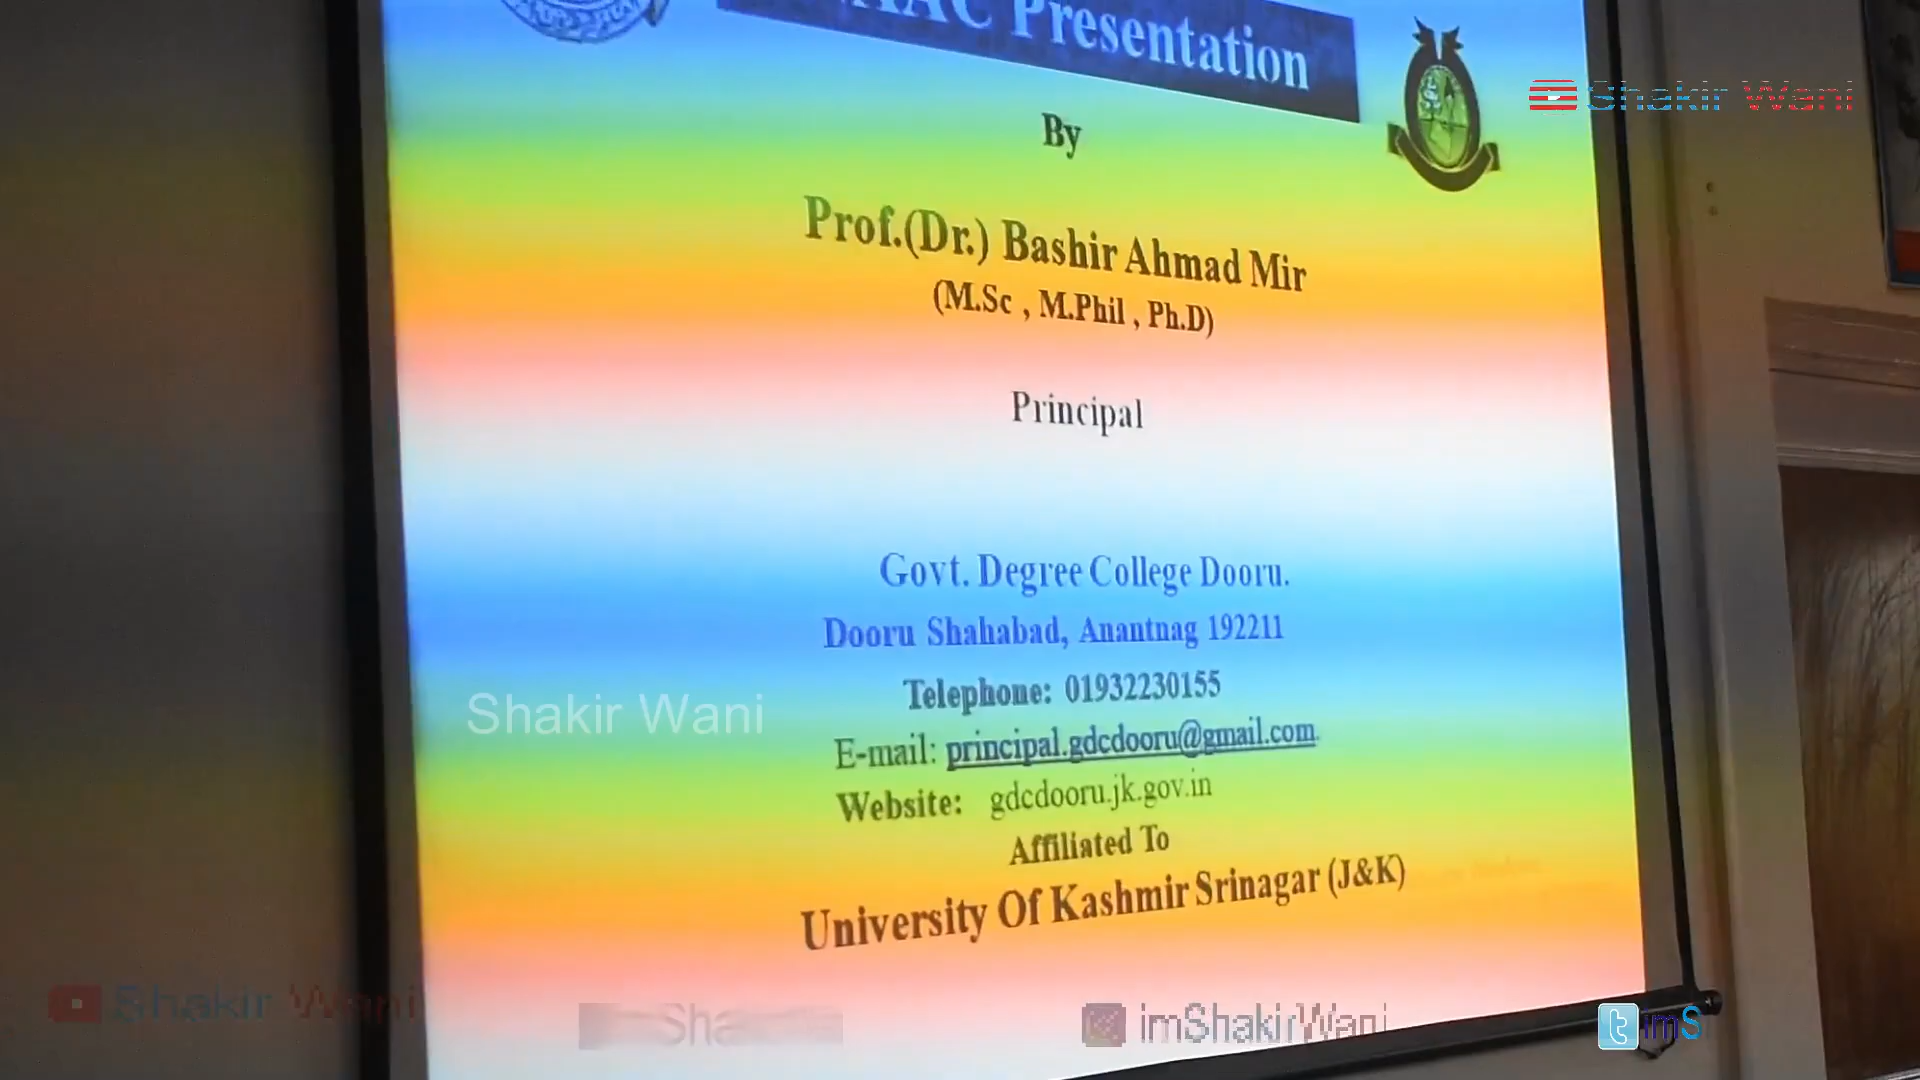 Presentation
Shakir Wani
By
Prof.(Dr.) Bashir Ahmad Mir
(M.Sc , M.Phil , Ph.D)
Principal
Govt. Degree College Dooru.
Dooru Shahabad, Anantnag 192211
Telephone: 01932230155
Shakir Wani
E-mail: principal.gdcdooru@gmail.com
Website: gdcdooru.jk.gov.in
Affiliated To
University Of Kashmir Srinagar (J&K)
Shakir Wani
imShakirWani
imS